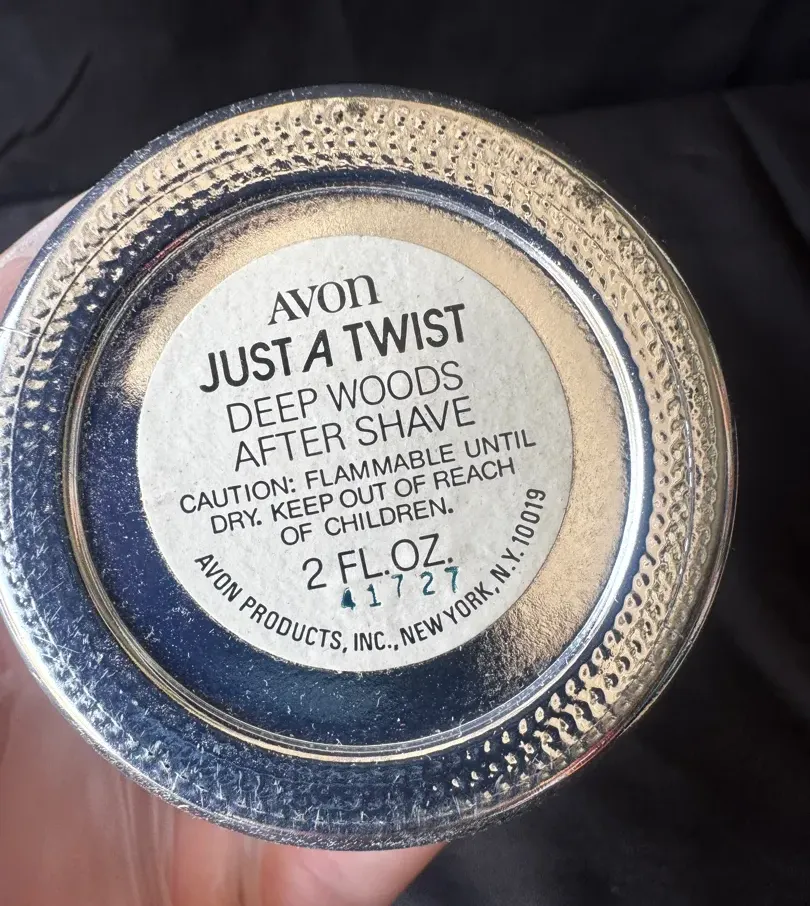 AVON
JUST A TWIST
DEEP WOODS
AFTER SHAVE
CAUTION: FLAMMABLE UNTIL
DRY. KEEP OUT OF REACH
OF CHILDREN.
2 FL.OZ.
41727
AVON PRODUCTS, INC., NEW YORK, N.Y. 10019